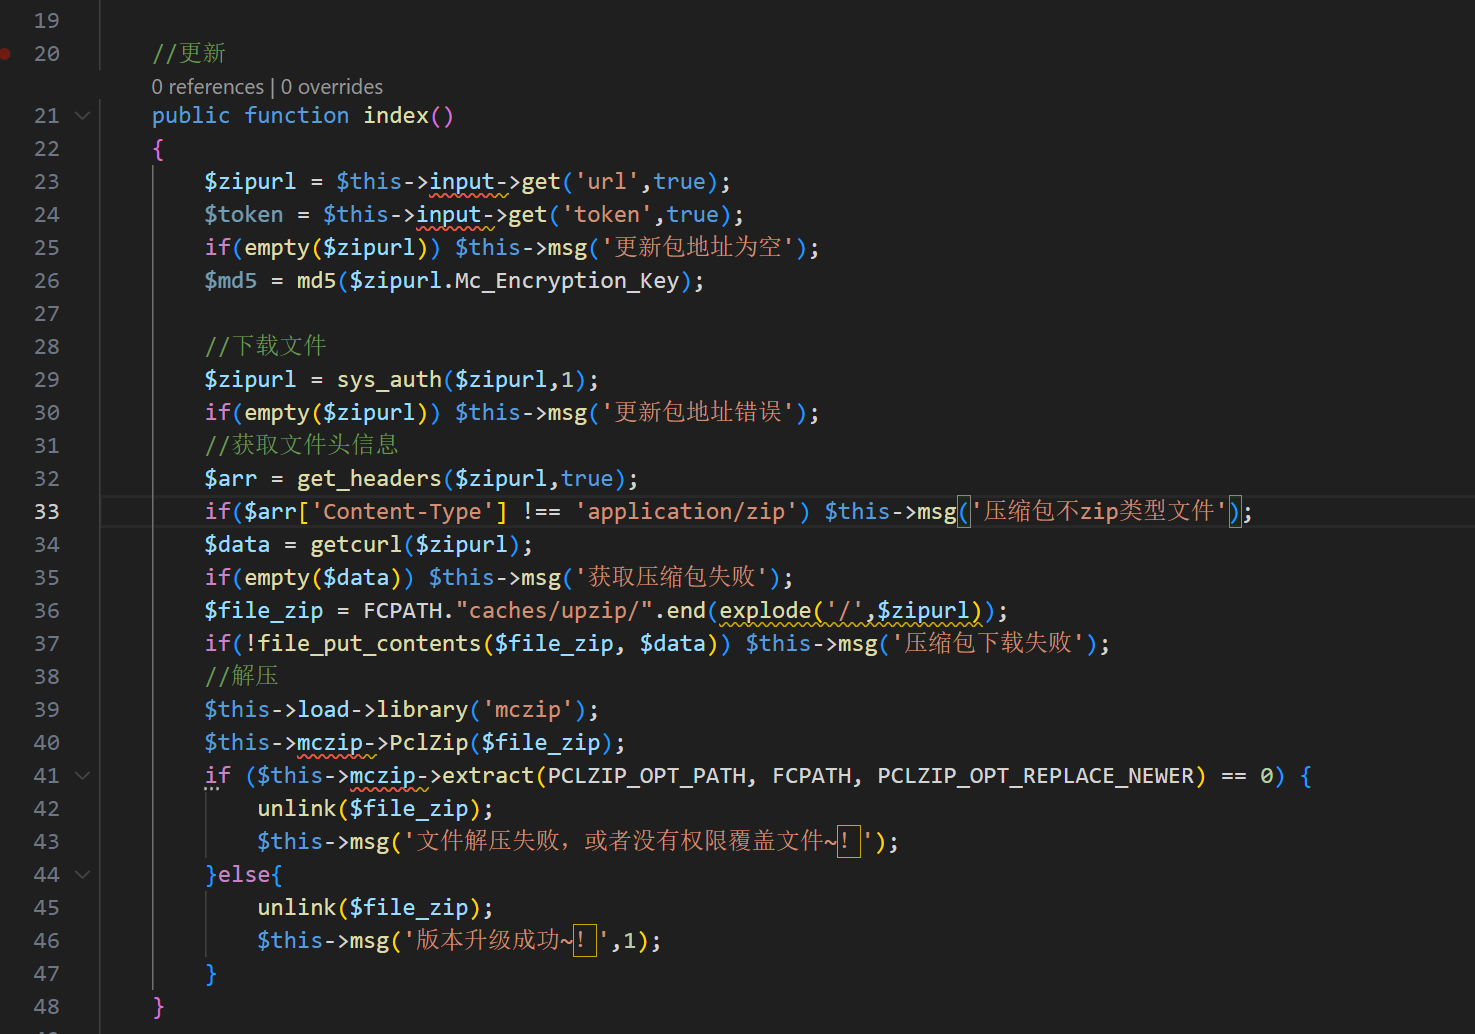 19
20 //更新
0 references | 0 overrides
21 public function index()
22 {
23 $zipurl = $this->input->get('url',true);
24 $token = $this->input->get('token',true);
25 if(empty($zipurl)) $this->msg('更新包地址为空');
26 $md5 = md5($zipurl.Mc_Encryption_Key);
27
28 //下载文件
29 $zipurl = sys_auth($zipurl,1);
30 if(empty($zipurl)) $this->msg('更新包地址错误');
31 //获取文件头信息
32 $arr = get_headers($zipurl,true);
33 if($arr['Content-Type'] !== 'application/zip') $this->msg('压缩包不zip类型文件');
34 $data = getcurl($zipurl);
35 if(empty($data)) $this->msg('获取压缩包失败');
36 $file_zip = FCPATH."caches/upzip/".end(explode('/',$zipurl));
37 if(!file_put_contents($file_zip, $data)) $this->msg('压缩包下载失败');
38 //解压
39 $this->load->library('mczip');
40 $this->mczip->PclZip($file_zip);
41 if ($this->mczip->extract(PCLZIP_OPT_PATH, FCPATH, PCLZIP_OPT_REPLACE_NEWER) == 0) {
42 unlink($file_zip);
43 $this->msg('文件解压失败，或者没有权限覆盖文件~！');
44 }else{
45 unlink($file_zip);
46 $this->msg('版本升级成功~！',1);
47 }
48 }